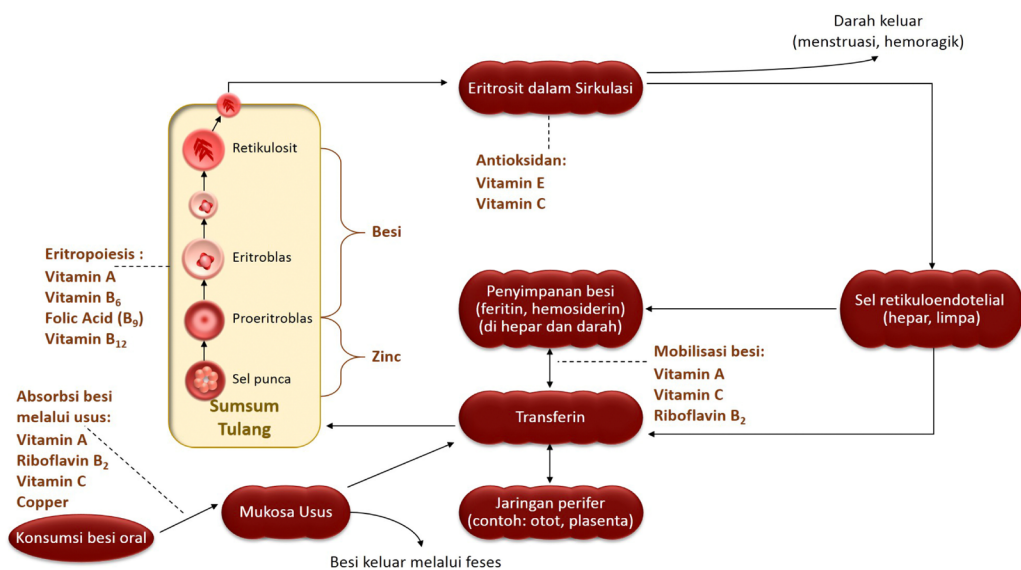 Darah keluar
(menstruasi, hemoragik)
Eritrosit dalam Sirkulasi
Retikulosit
Antioksidan:
Vitamin E
Vitamin C
Besi
Eritropoiesis :
Vitamin A
Vitamin B6
Folic Acid (B9)
Vitamin B12
Eritroblas
Proeritroblas
Zinc
Sel punca
Sumsum
Tulang
Penyimpanan besi
(feritin, hemosiderin)
di hepar dan darah)
Sel retikuloendotelial
(hepar, limpa)
Mobilisasi besi:
Vitamin A
Vitamin C
Riboflavin B2
Transferin
Absorbsi besi
melalui usus:
Vitamin A
Riboflavin B2
Vitamin C
Copper
Konsumsi besi oral
Mukosa Usus
Jaringan perifer
(contoh: otot, plasenta)
Besi keluar melalui feses